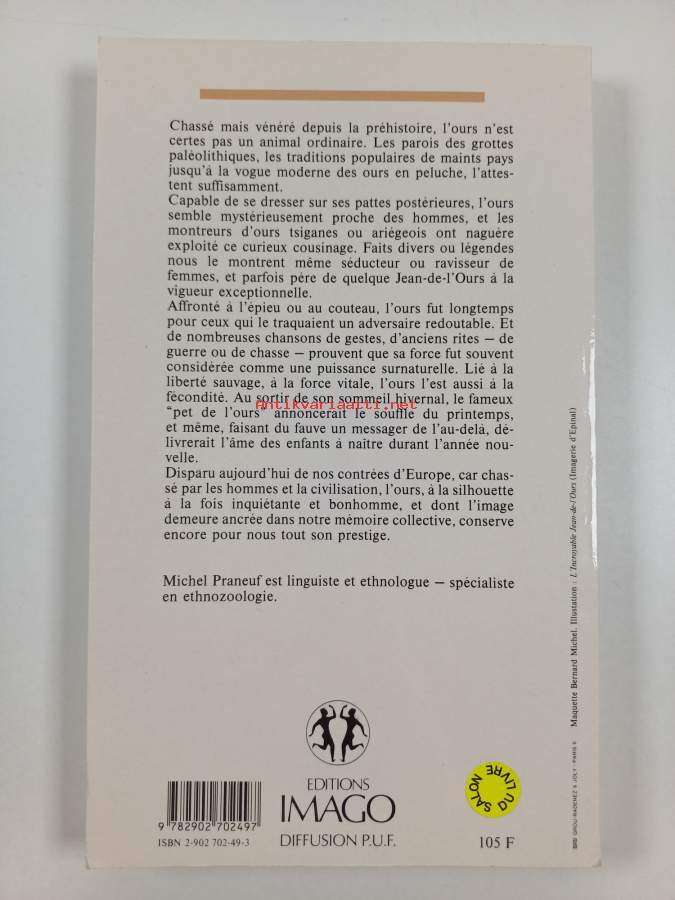 Chassé mais vénéré depuis la préhistoire, l'ours n'est
certes pas un animal ordinaire. Les parois des grottes
paléolithiques, les traditions populaires de maints pays
jusqu'à la vogue moderne des ours en peluche, l'attes-
tent suffisamment.
Capable de se dresser sur ses pattes postérieures, l'ours
semble mystérieusement proche des hommes, et les
montreurs d'ours tsiganes ou ariégeois ont naguère
exploité ce curieux cousinage. Faits divers ou légendes
nous le montrent même séducteur ou ravisseur de
femmes, et parfois père de quelque Jean-de-l'Ours à la
vigueur exceptionnelle.
Affronté à l'épieu ou au couteau, l'ours fut longtemps
pour ceux qui le traquaient un adversaire redoutable. Et
de nombreuses chansons de gestes, d'anciens rites — de
guerre ou de chasse — prouvent que sa force fut souvent
considérée comme une puissance surnaturelle. Lié à la
liberté sauvage, à la force vitale, l'ours l'est aussi à la
fécondité. Au sortir de son sommeil hivernal, le fameux
"pet de l'ours" annoncerait le souffle du printemps,
et même, faisant du fauve un messager de l'au-delà, dé-
livrerait l'âme des enfants à naître durant l'année nou-
velle.
Disparu aujourd'hui de nos contrées d'Europe, car chas-
sé par les hommes et la civilisation, l'ours, à la silhouette
à la fois inquiétante et bonhomme, et dont l'image
demeure ancrée dans notre mémoire collective, conserve
encore pour nous tout son prestige.
Michel Praneuf est linguiste et ethnologue — spécialiste
en ethnozoologie.
Antikvariaatti.net
EDITIONS
IMAGO
DIFFUSION P.U.F.
9 782902 702497
ISBN 2-902 702-49-3
SALON DU LIVRE
105 F
GROU-RADENEZ & JOLY - PARIS 6 Maquette Bernard Michel. Illustation : L'Incroyable Jean-de-l'Ours (Imagerie d'Epinal)